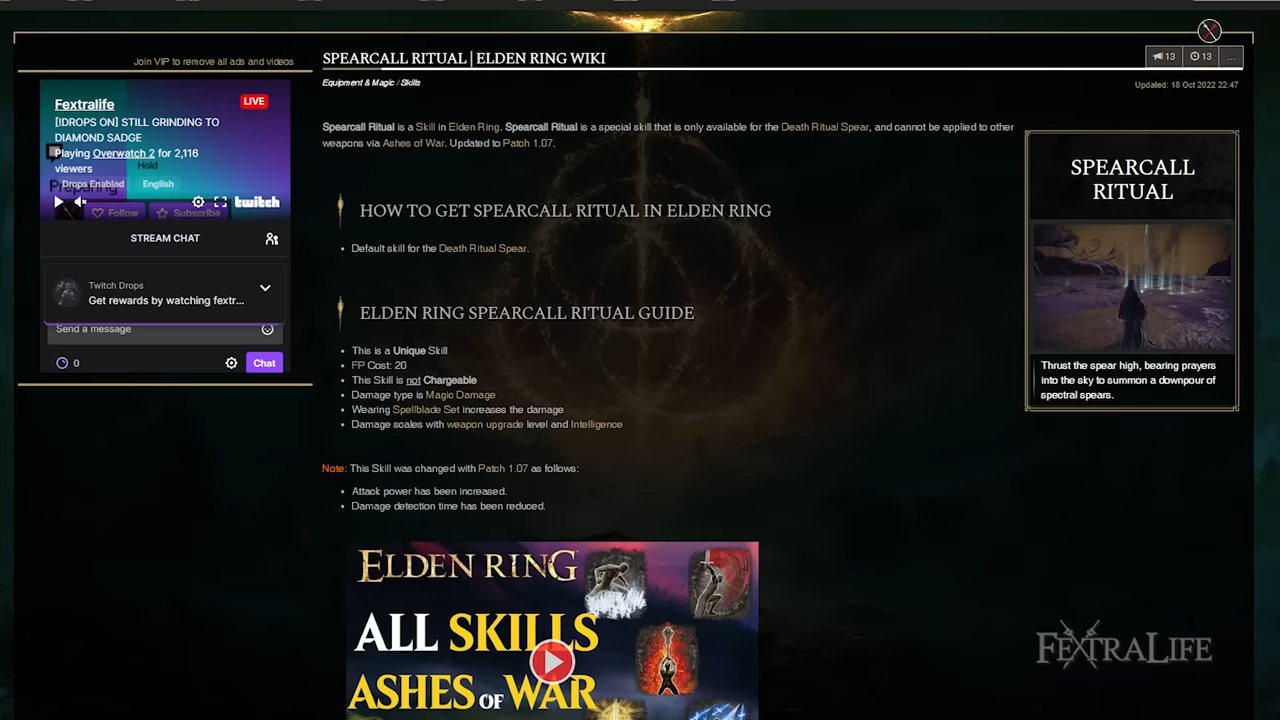 Join VIP to remove all ads and videos
Fextralife
LIVE
[!DROPS ON] STILL GRINDING TO
DIAMOND SADGE
Playing Overwatch 2 for 2,116
viewers
Hold
Preparing
Drops Enabled
English
twitch
Follow
Subscribe
STREAM CHAT
Twitch Drops
Get rewards by watching fextr...
Send a message
0
Chat
SPEARCALL RITUAL | ELDEN RING WIKI
13
13
...
Equipment & Magic / Skills
Updated: 18 Oct 2022 22:47
Spearcall Ritual is a Skill in Elden Ring. Spearcall Ritual is a special skill that is only available for the Death Ritual Spear, and cannot be applied to other
weapons via Ashes of War. Updated to Patch 1.07.
HOW TO GET SPEARCALL RITUAL IN ELDEN RING
• Default skill for the Death Ritual Spear.
ELDEN RING SPEARCALL RITUAL GUIDE
• This is a Unique Skill
• FP Cost: 20
• This Skill is not Chargeable
• Damage type is Magic Damage
• Wearing Spellblade Set increases the damage
• Damage scales with weapon upgrade level and Intelligence
Note: This Skill was changed with Patch 1.07 as follows:
• Attack power has been increased.
• Damage detection time has been reduced.
ELDEN RING
ALL SKILLS
ASHES OF WAR
SPEARCALL
RITUAL
Thrust the spear high, bearing prayers
into the sky to summon a downpour of
spectral spears.
FEXTRALIFE